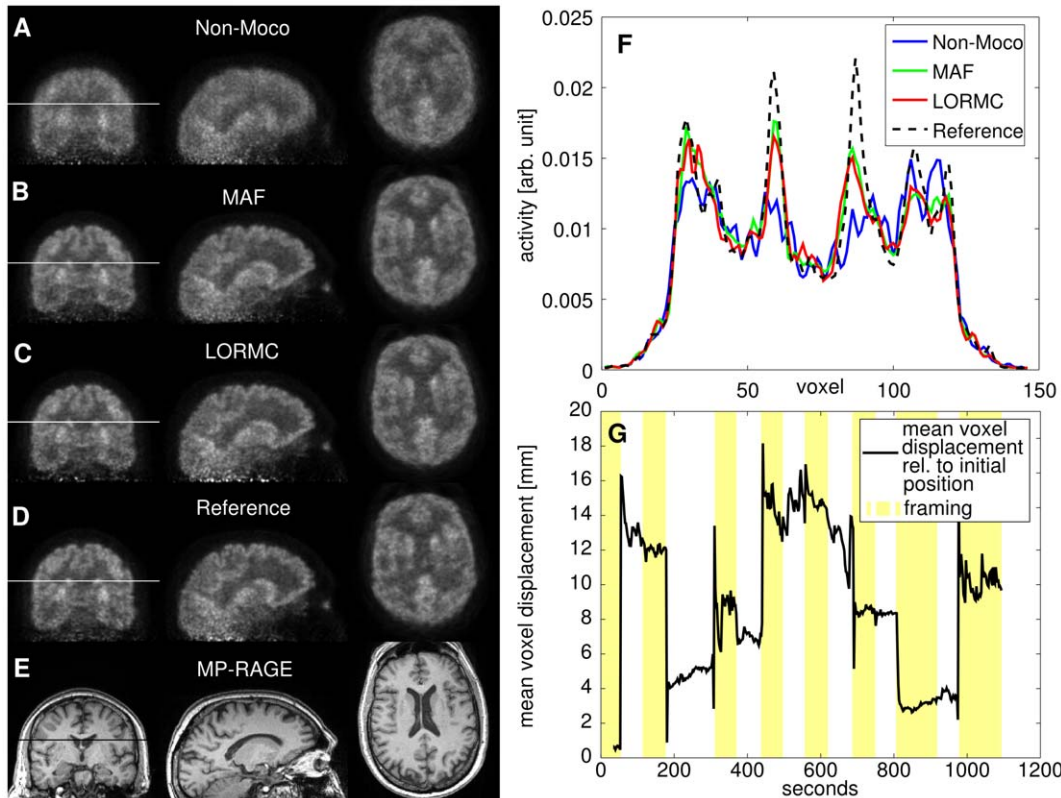 A
Non-Moco
B
MAF
C
LORMC
D
Reference
E
MP-RAGE
F
0.025
0.02
0.015
0.01
0.005
0
activity [arb. unit]
Non-Moco
MAF
LORMC
Reference
0
50
voxel
100
150
G
20
18
16
14
12
10
8
6
4
2
0
mean voxel displacement [mm]
mean voxel
displacement
rel. to initial
position
framing
0
200
400
600
800
1000
1200
seconds